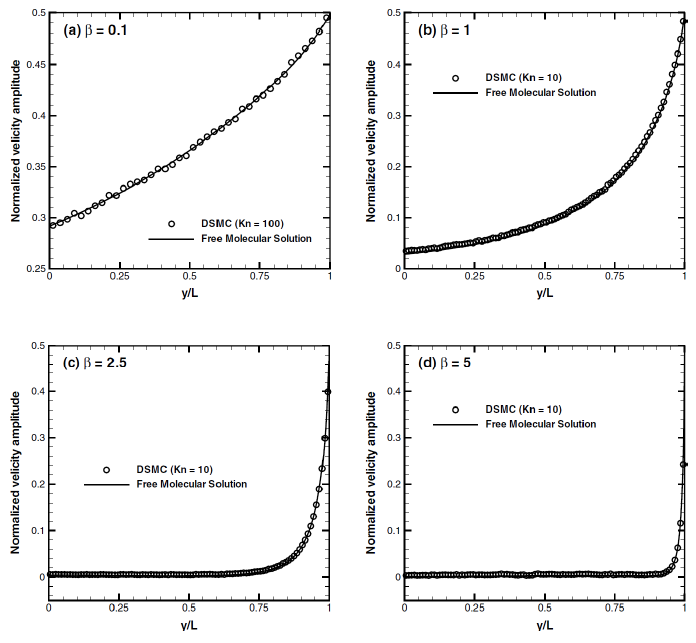 (a) β = 0.1
Normalized velicity amplitude
0.5
0.45
0.4
0.35
0.3
0.25
0
0.25
0.5
0.75
1
y/L
DSMC (Kn = 100)
Free Molecular Solution
(b) β = 1
Normalized velicity amplitude
0.5
0.4
0.3
0.2
0.1
0
0
0.25
0.5
0.75
1
y/L
DSMC (Kn = 10)
Free Molecular Solution
(c) β = 2.5
Normalized velicity amplitude
0.5
0.4
0.3
0.2
0.1
0
0
0.25
0.5
0.75
1
y/L
DSMC (Kn = 10)
Free Molecular Solution
(d) β = 5
Normalized velicity amplitude
0.5
0.4
0.3
0.2
0.1
0
0
0.25
0.5
0.75
1
y/L
DSMC (Kn = 10)
Free Molecular Solution